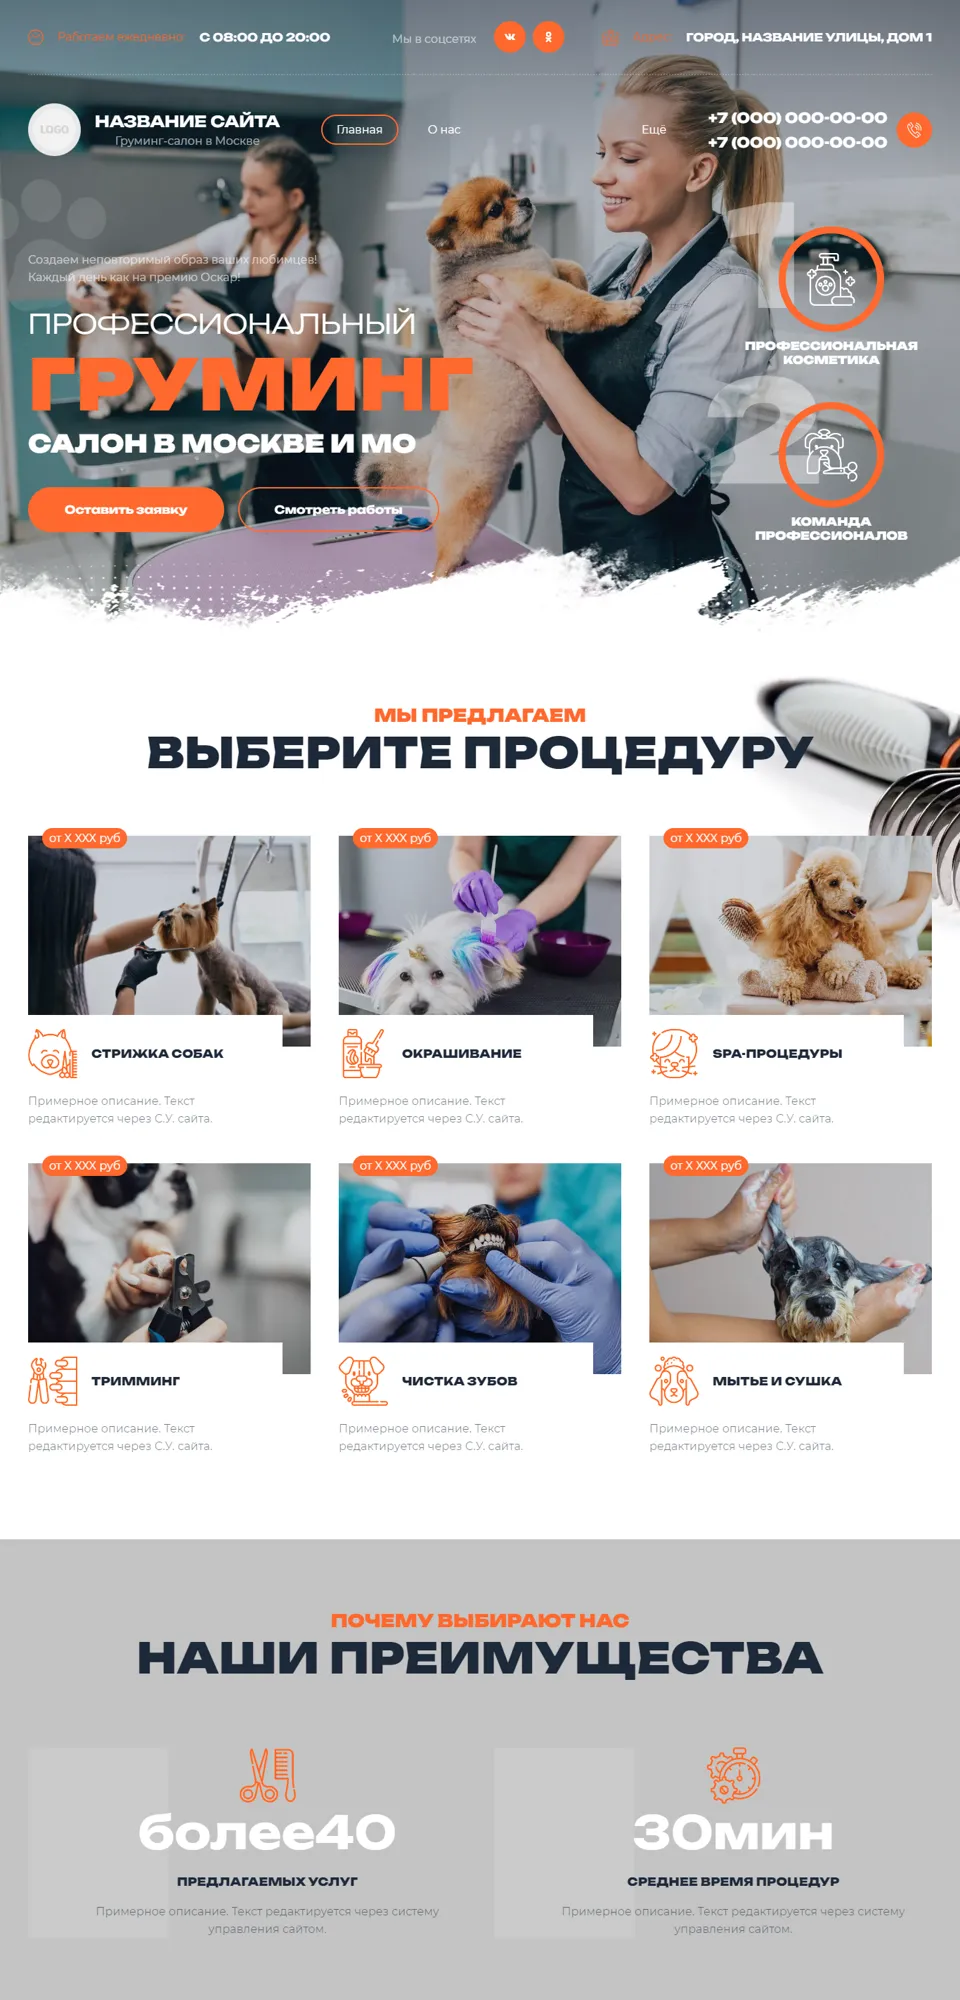 Работаем ежедневно
С 08:00 ДО 20:00
Мы в соцсетях
Адрес:
ГОРОД, НАЗВАНИЕ УЛИЦЫ, ДОМ 1
LOGO
НАЗВАНИЕ САЙТА
Груминг-салон в Москве
Главная
О нас
Ещё
+7 (000) 000-00-00
+7 (000) 000-00-00
Создаем неповторимый образ ваших любимцев!
Каждый день как на премию Оскар!
ПРОФЕССИОНАЛЬНЫЙ
ГРУМИНГ
САЛОН В МОСКВЕ И МО
Оставить заявку
Смотреть работы
1
ПРОФЕССИОНАЛЬНАЯ
КОСМЕТИКА
2
КОМАНДА
ПРОФЕССИОНАЛОВ
МЫ ПРЕДЛАГАЕМ
ВЫБЕРИТЕ ПРОЦЕДУРУ
от X XXX руб
СТРИЖКА СОБАК
Примерное описание. Текст
редактируется через С.У. сайта.
от X XXX руб
ОКРАШИВАНИЕ
Примерное описание. Текст
редактируется через С.У. сайта.
от X XXX руб
SPA-ПРОЦЕДУРЫ
Примерное описание. Текст
редактируется через С.У. сайта.
от X XXX руб
ТРИММИНГ
Примерное описание. Текст
редактируется через С.У. сайта.
от X XXX руб
ЧИСТКА ЗУБОВ
Примерное описание. Текст
редактируется через С.У. сайта.
от X XXX руб
МЫТЬЕ И СУШКА
Примерное описание. Текст
редактируется через С.У. сайта.
ПОЧЕМУ ВЫБИРАЮТ НАС
НАШИ ПРЕИМУЩЕСТВА
более40
ПРЕДЛАГАЕМЫХ УСЛУГ
Примерное описание. Текст редактируется через систему
управления сайтом.
30мин
СРЕДНЕЕ ВРЕМЯ ПРОЦЕДУР
Примерное описание. Текст редактируется через систему
управления сайтом.